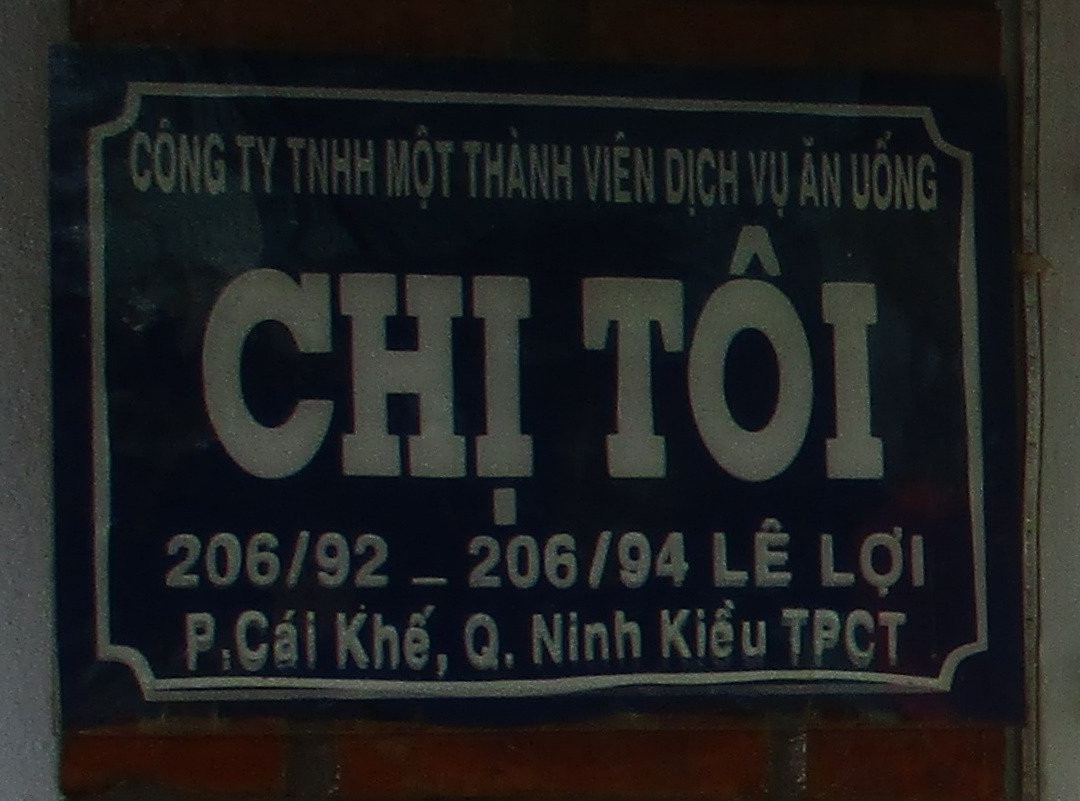 CÔNG TY TNHH MỘT THÀNH VIÊN DỊCH VỤ ĂN UỐNG
CHỊ TÔI
206/92 _ 206/94 LÊ LỢI
P.Cái Khế, Q. Ninh Kiều TPCT